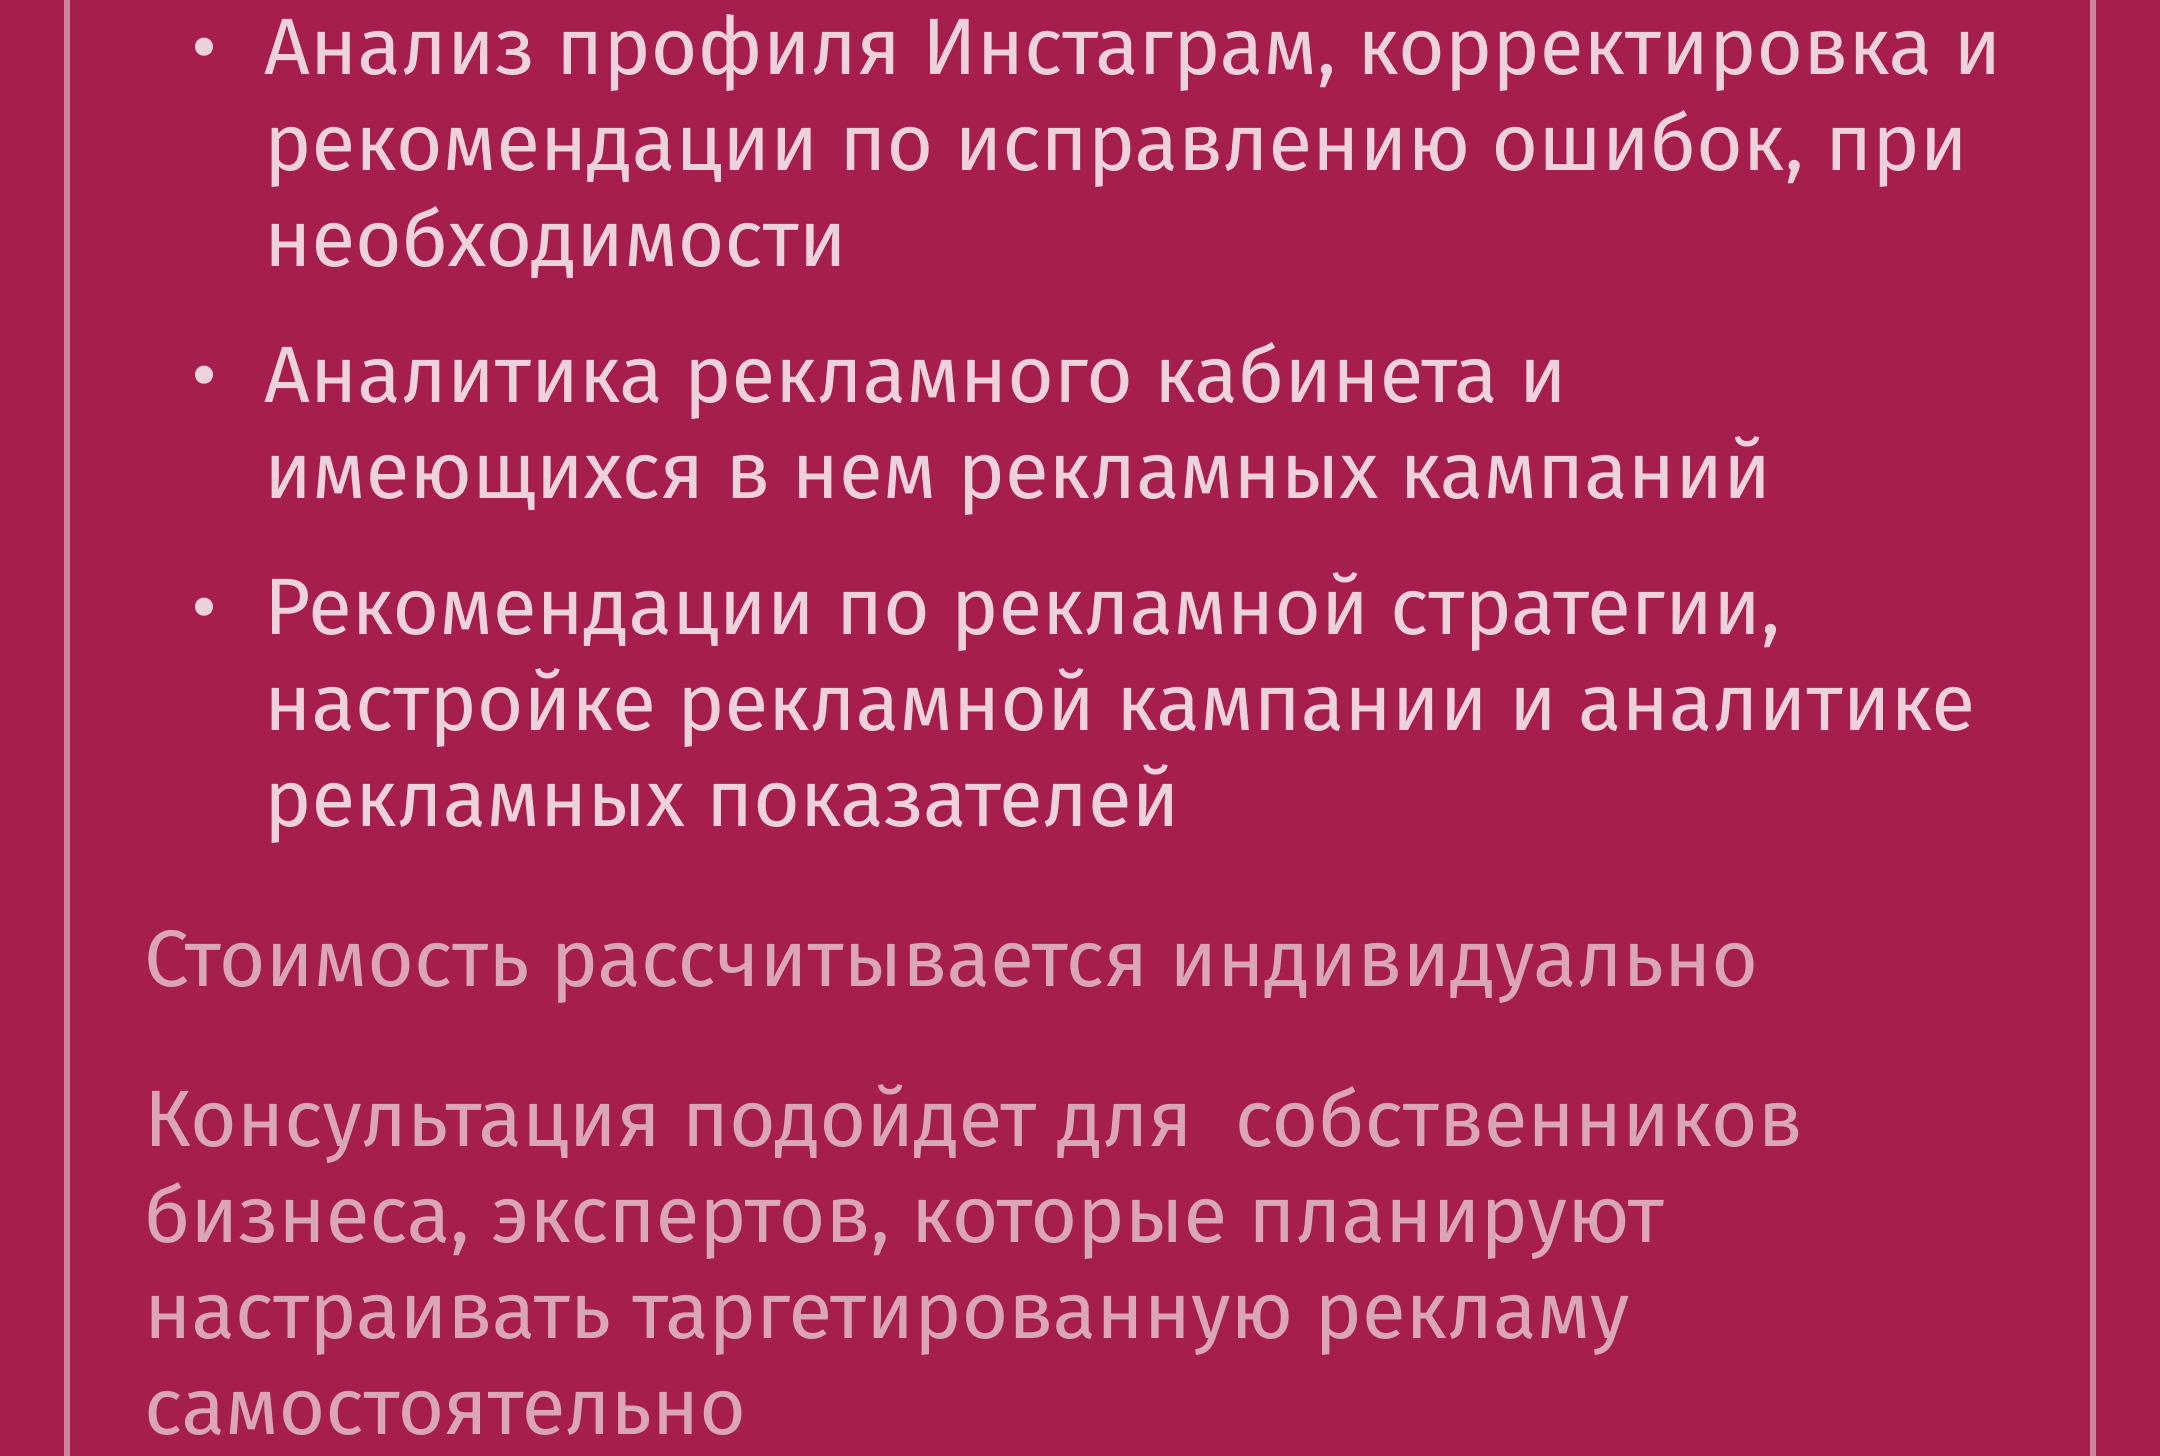 • Анализ профиля Инстаграм, корректировка и
рекомендации по исправлению ошибок, при
необходимости
• Аналитика рекламного кабинета и
имеющихся в нем рекламных кампаний
• Рекомендации по рекламной стратегии,
настройке рекламной кампании и аналитике
рекламных показателей
Стоимость рассчитывается индивидуально
Консультация подойдет для  собственников
бизнеса, экспертов, которые планируют
настраивать таргетированную рекламу
самостоятельно